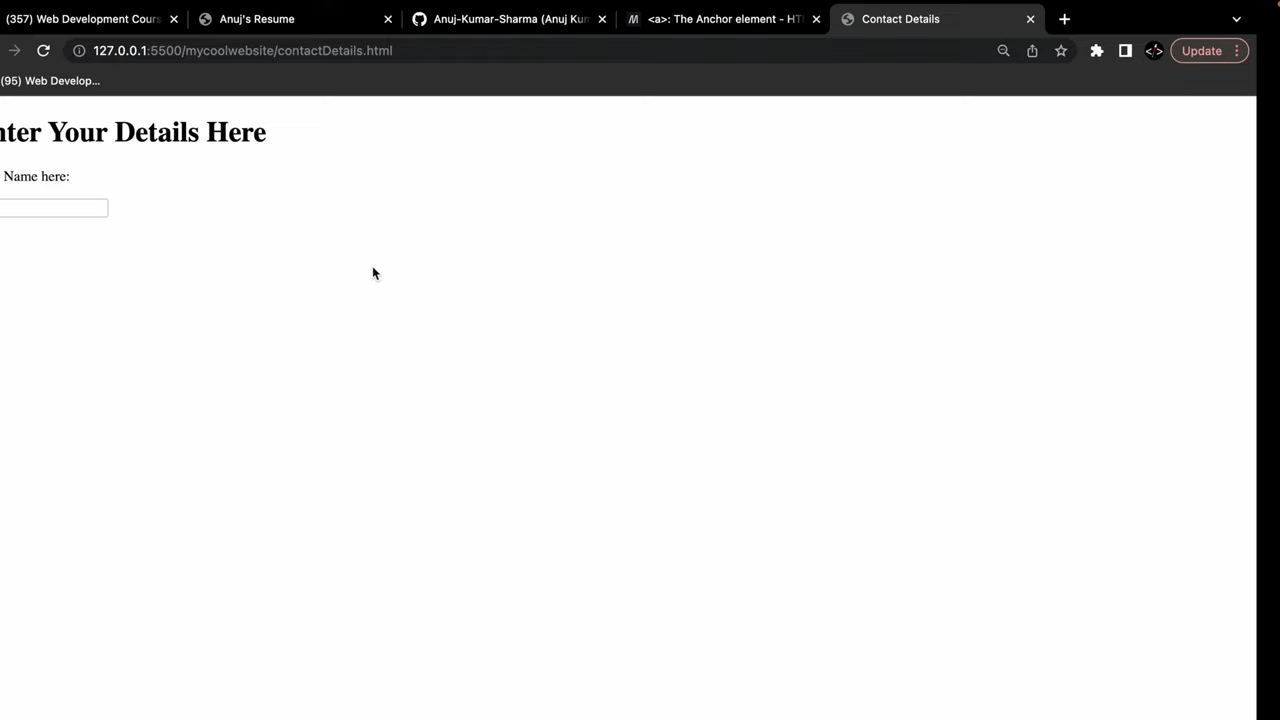 (357) Web Development Cours
Anuj's Resume
Anuj-Kumar-Sharma (Anuj Kum
<a>: The Anchor element - HT
Contact Details
127.0.0.1:5500/mycoolwebsite/contactDetails.html
Update
(95) Web Develop...
nter Your Details Here
Name here: